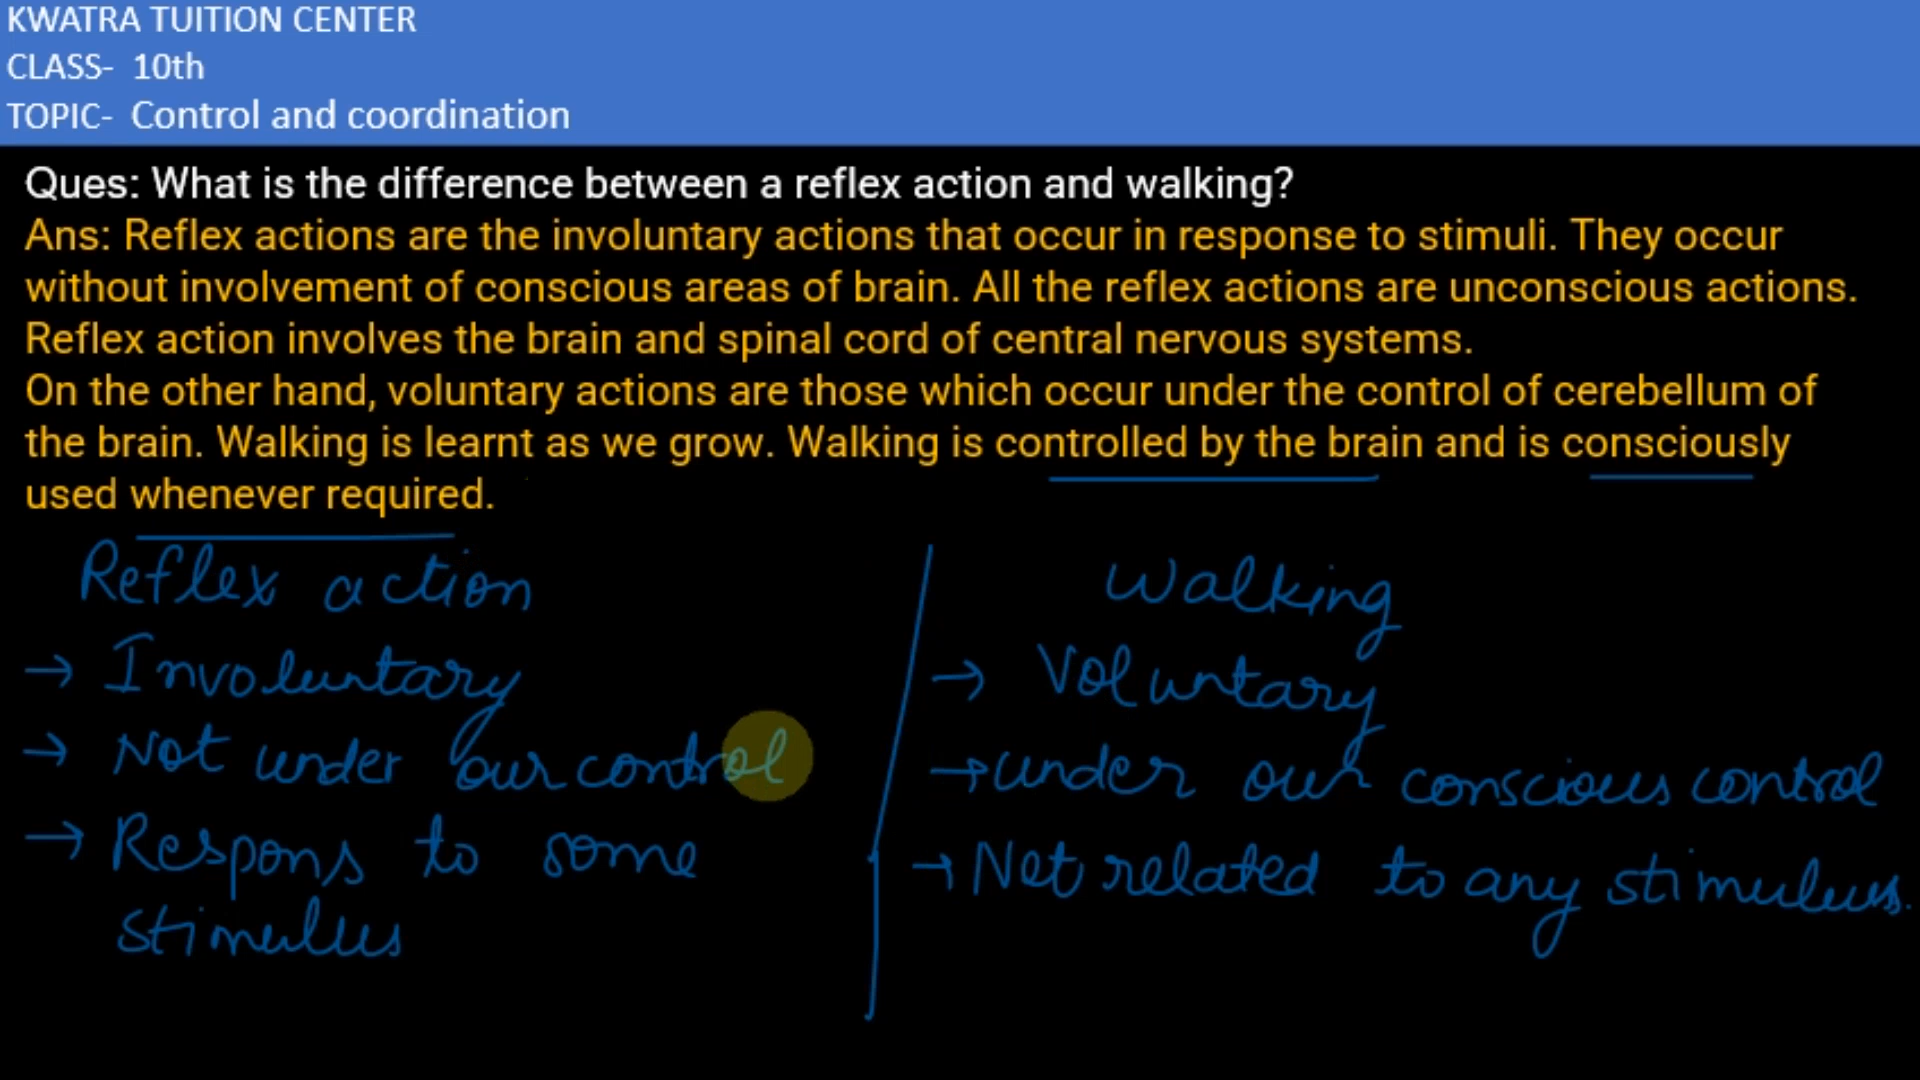 KWATRA TUITION CENTER
CLASS- 10th
TOPIC- Control and coordination
Ques: What is the difference between a reflex action and walking?
Ans: Reflex actions are the involuntary actions that occur in response to stimuli. They occur
without involvement of conscious areas of brain. All the reflex actions are unconscious actions.
Reflex action involves the brain and spinal cord of central nervous systems.
On the other hand, voluntary actions are those which occur under the control of cerebellum of
the brain. Walking is learnt as we grow. Walking is controlled by the brain and is consciously
used whenever required.
Reflex action
→ Involuntary
→ Not under our control
→ Respons to some
stimulus
Walking
→ Voluntary
→ under our conscious control
→ Not related to any stimulus.